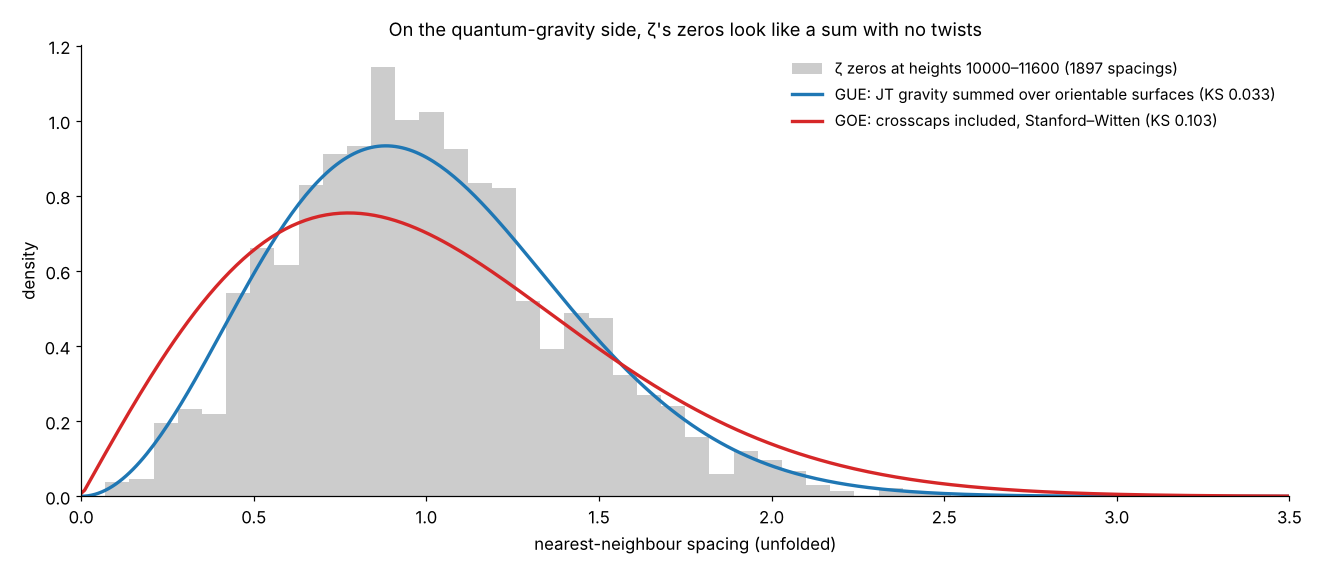 On the quantum-gravity side, ζ's zeros look like a sum with no twists
ζ zeros at heights 10000–11600 (1897 spacings)
GUE: JT gravity summed over orientable surfaces (KS 0.033)
GOE: crosscaps included, Stanford–Witten (KS 0.103)
density
1.2
1.0
0.8
0.6
0.4
0.2
0.0
0.0 0.5 1.0 1.5 2.0 2.5 3.0 3.5
nearest-neighbour spacing (unfolded)